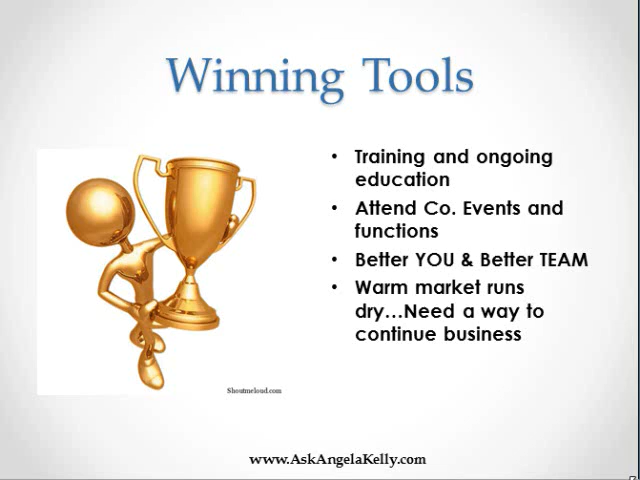 Winning Tools
• Training and ongoing
education
• Attend Co. Events and
functions
• Better YOU & Better TEAM
• Warm market runs
dry...Need a way to
continue business
Shoutmeloud.com
www.AskAngelaKelly.com